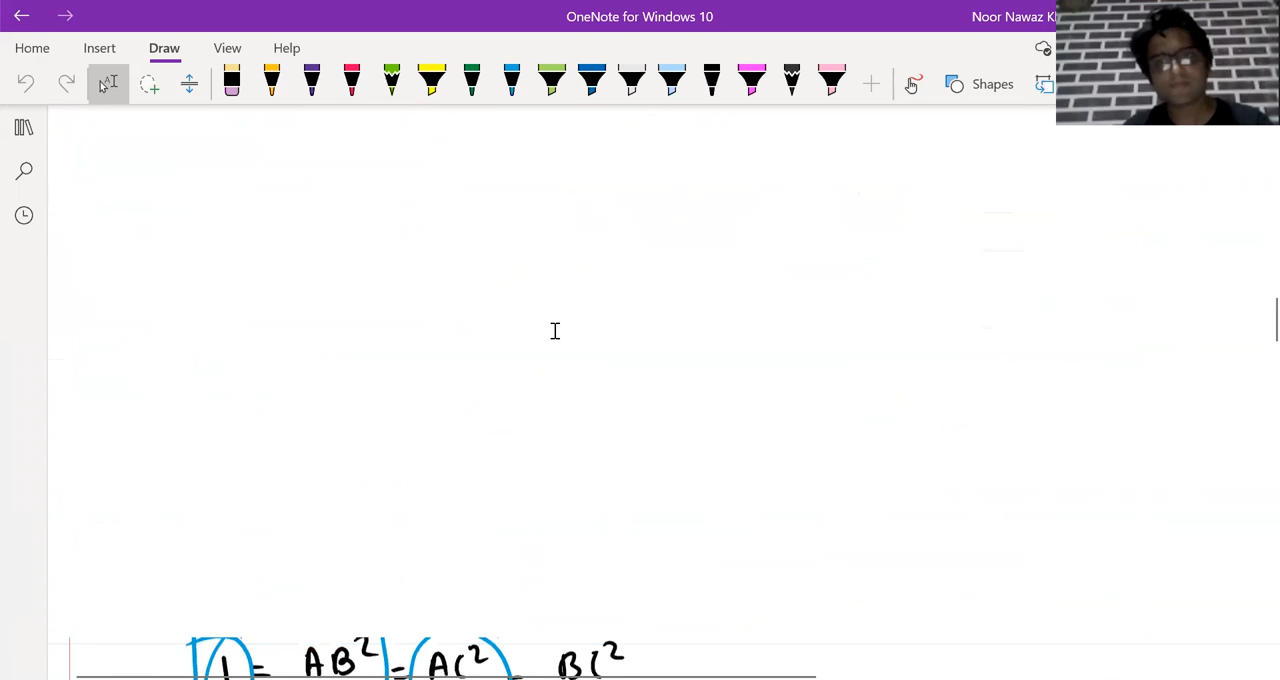 OneNote for Windows 10
Noor Nawaz
Home Insert Draw View Help
Shapes
1 = AB² = AC² = BC²